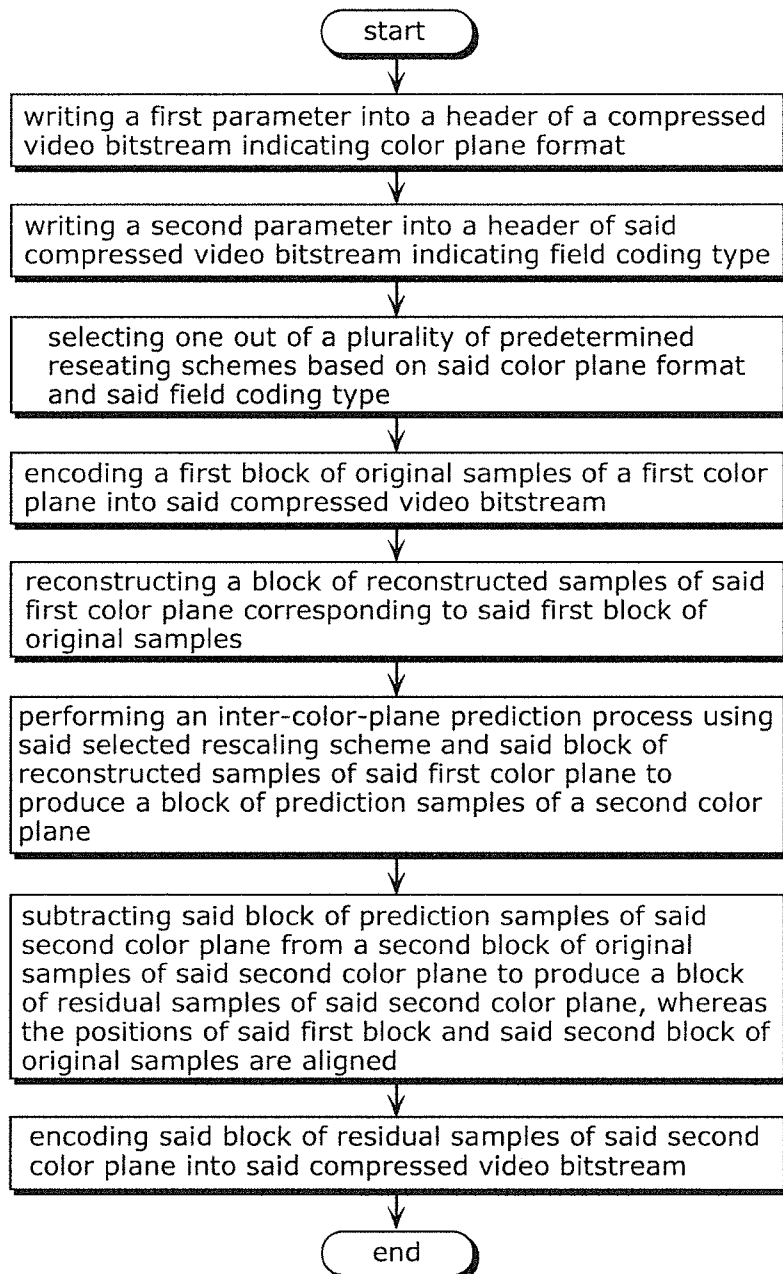 start
writing a first parameter into a header of a compressed
video bitstream indicating color plane format
writing a second parameter into a header of said
compressed video bitstream indicating field coding type
selecting one out of a plurality of predetermined
reseating schemes based on said color plane format
and said field coding type
encoding a first block of original samples of a first color
plane into said compressed video bitstream
reconstructing a block of reconstructed samples of said
first color plane corresponding to said first block of
original samples
performing an inter-color-plane prediction process using
said selected rescaling scheme and said block of
reconstructed samples of said first color plane to
produce a block of prediction samples of a second color
plane
subtracting said block of prediction samples of said
second color plane from a second block of original
samples of said second color plane to produce a block
of residual samples of said second color plane, whereas
the positions of said first block and said second block of
original samples are aligned
encoding said block of residual samples of said second
color plane into said compressed video bitstream
end